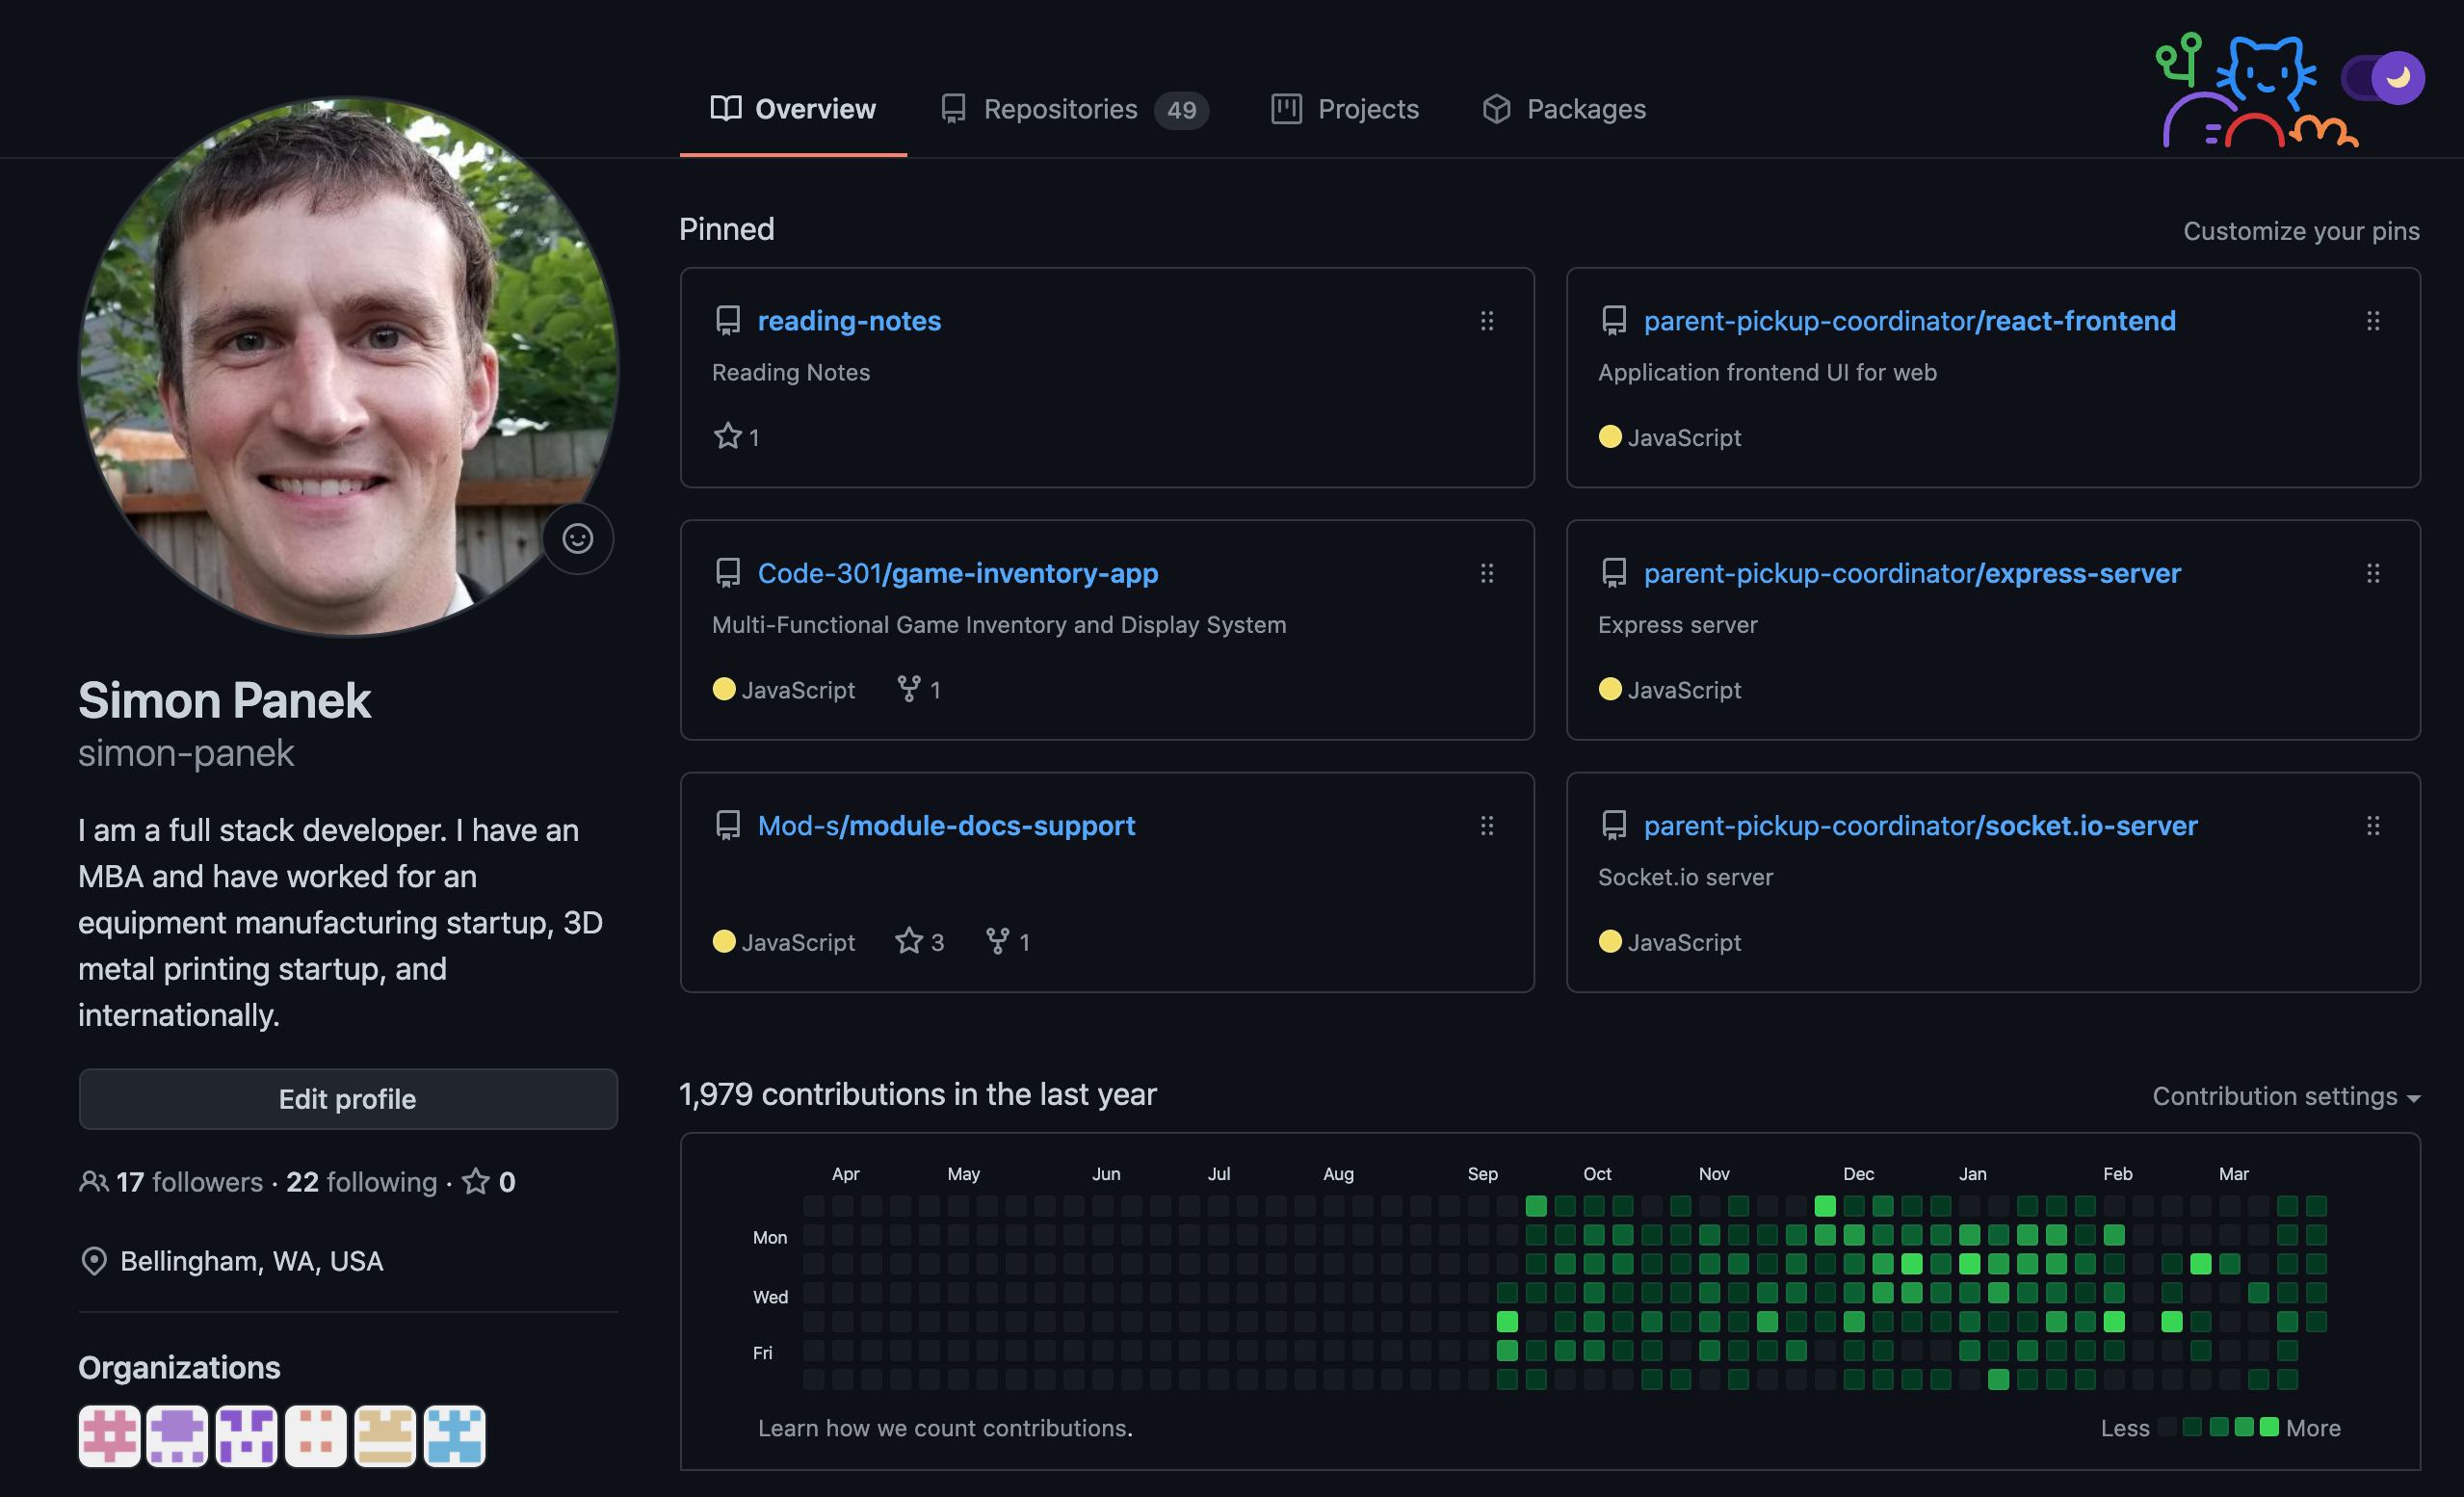 Overview
Repositories 49
Projects
Packages
Simon Panek
simon-panek
I am a full stack developer. I have an
MBA and have worked for an
equipment manufacturing startup, 3D
metal printing startup, and
internationally.
Edit profile
17 followers · 22 following · 0
Bellingham, WA, USA
Organizations
Pinned
Customize your pins
reading-notes
Reading Notes
1
parent-pickup-coordinator/react-frontend
Application frontend UI for web
JavaScript
Code-301/game-inventory-app
Multi-Functional Game Inventory and Display System
JavaScript 1
parent-pickup-coordinator/express-server
Express server
JavaScript
Mod-s/module-docs-support
JavaScript 3 1
parent-pickup-coordinator/socket.io-server
Socket.io server
JavaScript
1,979 contributions in the last year
Contribution settings
Apr May Jun Jul Aug Sep Oct Nov Dec Jan Feb Mar
Mon
Wed
Fri
Learn how we count contributions.
Less More